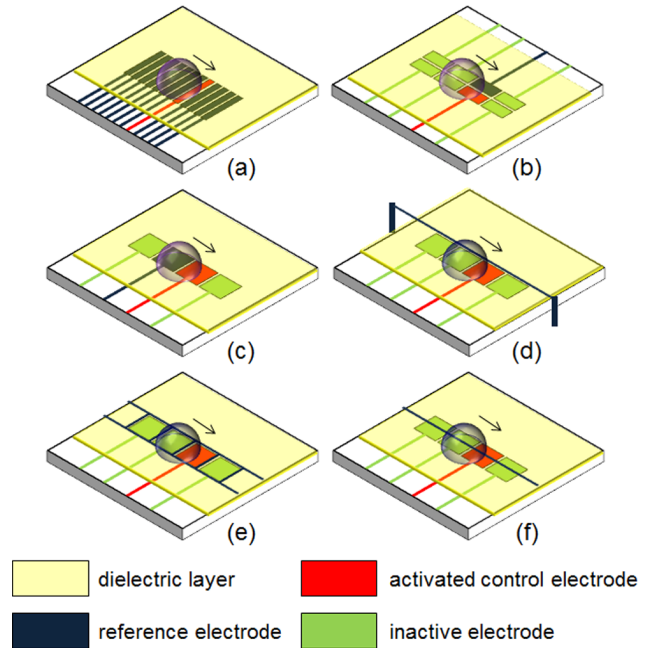 (a)
(b)
(c)
(d)
(e)
(f)
dielectric layer
activated control electrode
reference electrode
inactive electrode